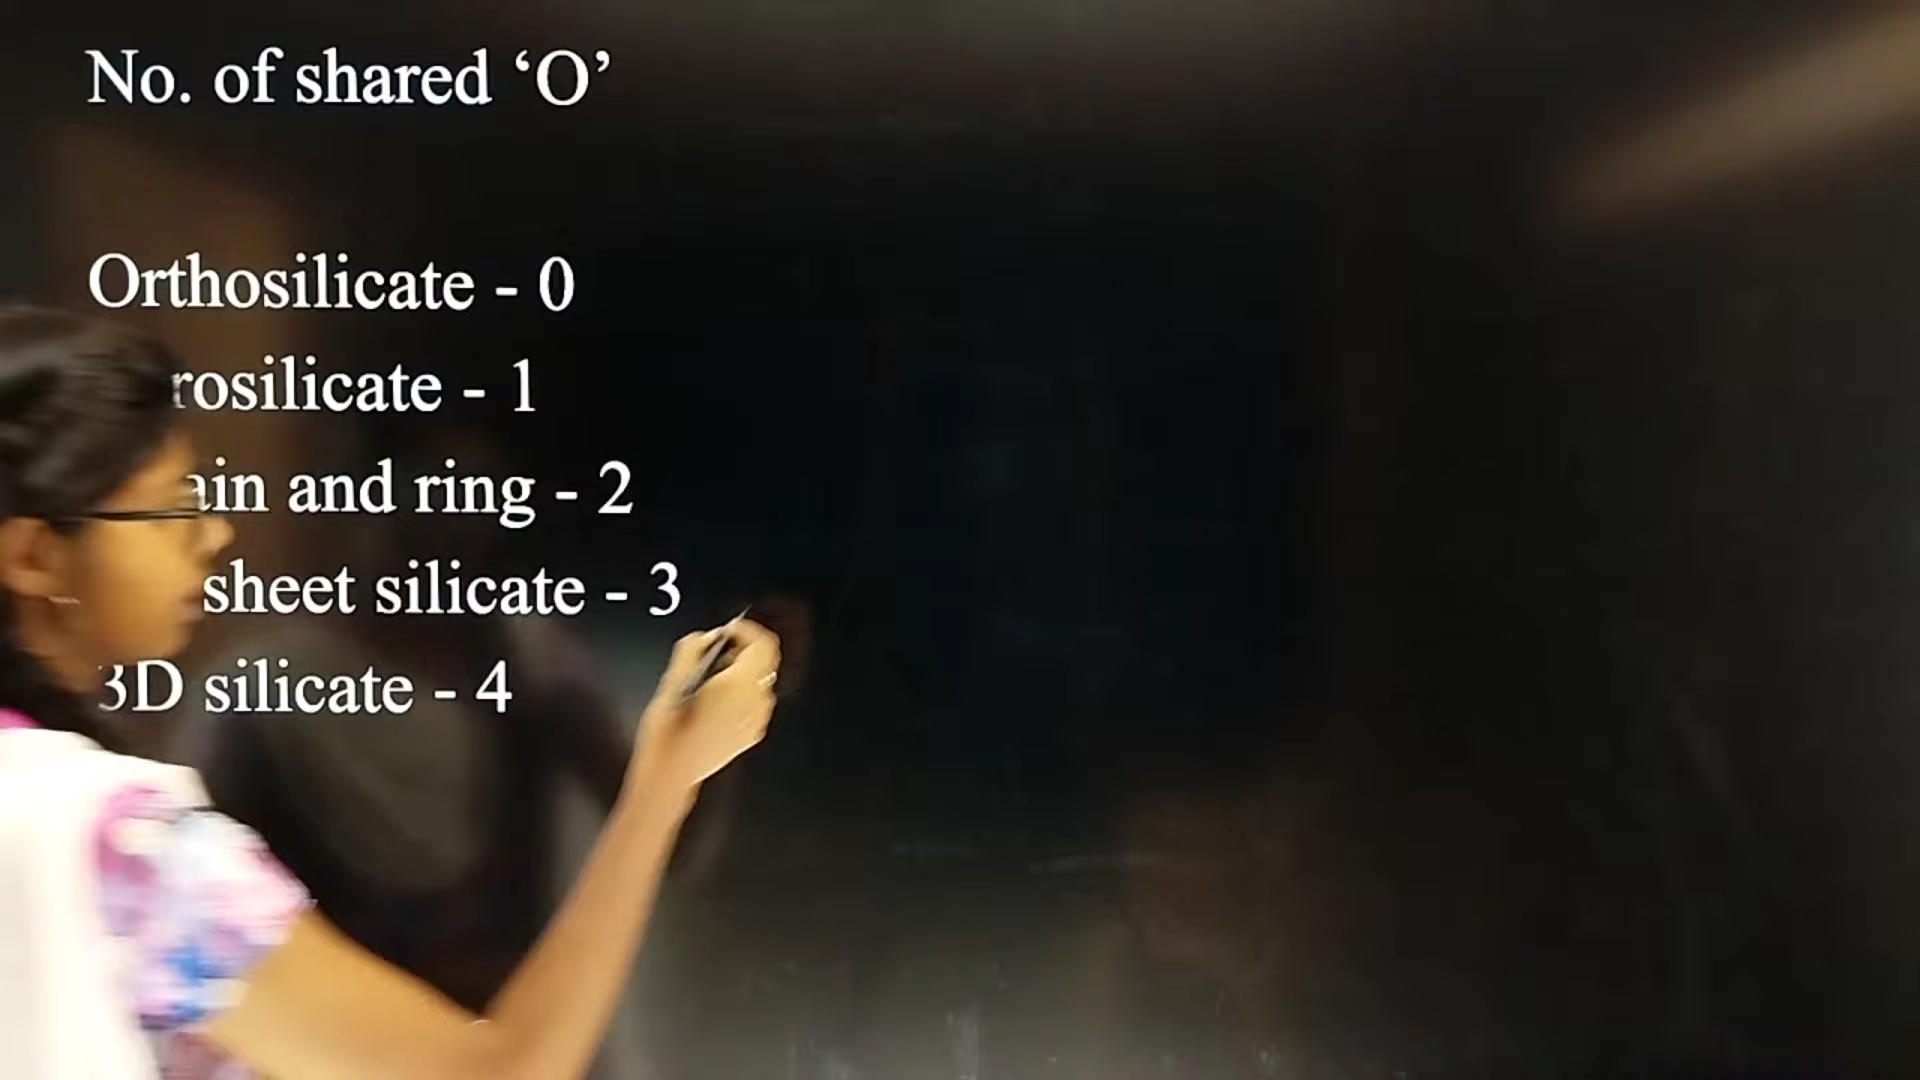 No. of shared ‘O’
Orthosilicate - 0
rosilicate - 1
ain and ring - 2
sheet silicate - 3
3D silicate - 4